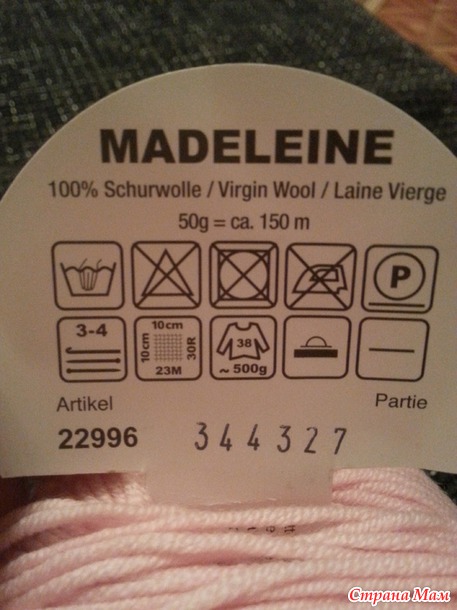 MADELEINE
100% Schurwolle / Virgin Wool / Laine Vierge
50g = ca. 150 m
P
3-4
10cm
10cm
30R
23M
38
~ 500g
Artikel
Partie
22996
344327
Страна Мам